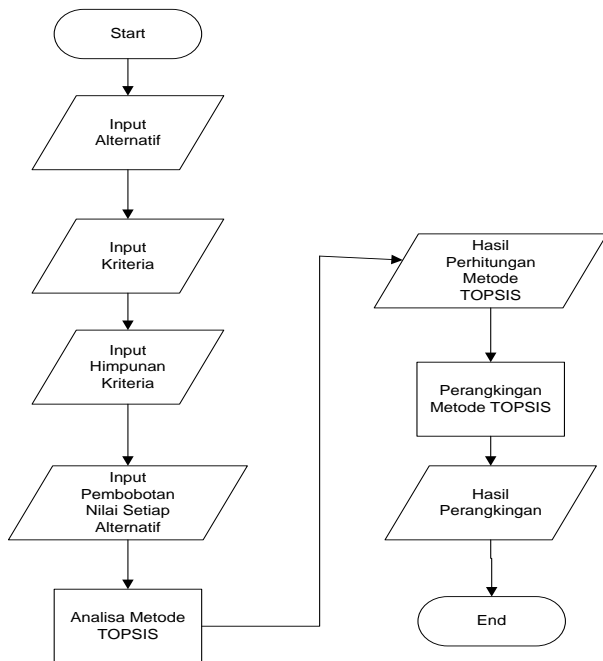 Start
Input
Alternatif
Input
Kriteria
Input
Himpunan
Kriteria
Input
Pembobotan
Nilai Setiap
Alternatif
Analisa Metode
TOPSIS
Hasil
Perhitungan
Metode
TOPSIS
Perangkingan
Metode TOPSIS
Hasil
Perangkingan
End